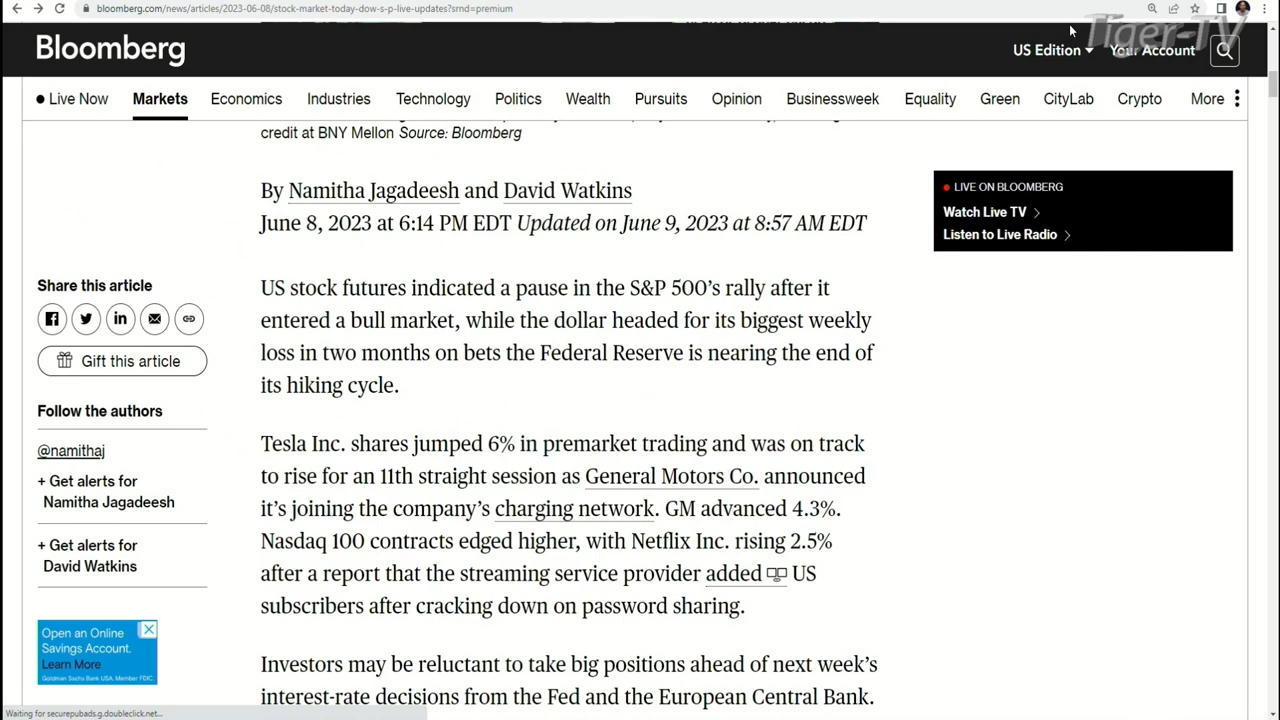 bloomberg.com/news/articles/2023-06-08/stock-market-today-dow-s-p-live-updates?srnd=premium
Tiger-TV
Bloomberg
US Edition
Your Account
Live Now Markets Economics Industries Technology Politics Wealth Pursuits Opinion Businessweek Equality Green CityLab Crypto More
credit at BNY Mellon Source: Bloomberg
By Namitha Jagadeesh and David Watkins
June 8, 2023 at 6:14 PM EDT Updated on June 9, 2023 at 8:57 AM EDT
LIVE ON BLOOMBERG
Watch Live TV
Listen to Live Radio
Share this article
Gift this article
Follow the authors
@namithaj
+ Get alerts for
Namitha Jagadeesh
+ Get alerts for
David Watkins
Open an Online
Savings Account.
Learn More
Goldman Sachs Bank USA. Member FDIC.
US stock futures indicated a pause in the S&P 500's rally after it
entered a bull market, while the dollar headed for its biggest weekly
loss in two months on bets the Federal Reserve is nearing the end of
its hiking cycle.
Tesla Inc. shares jumped 6% in premarket trading and was on track
to rise for an 11th straight session as General Motors Co. announced
it's joining the company's charging network. GM advanced 4.3%.
Nasdaq 100 contracts edged higher, with Netflix Inc. rising 2.5%
after a report that the streaming service provider added US
subscribers after cracking down on password sharing.
Investors may be reluctant to take big positions ahead of next week's
interest-rate decisions from the Fed and the European Central Bank.
Waiting for securepubads.g.doubleclick.net...